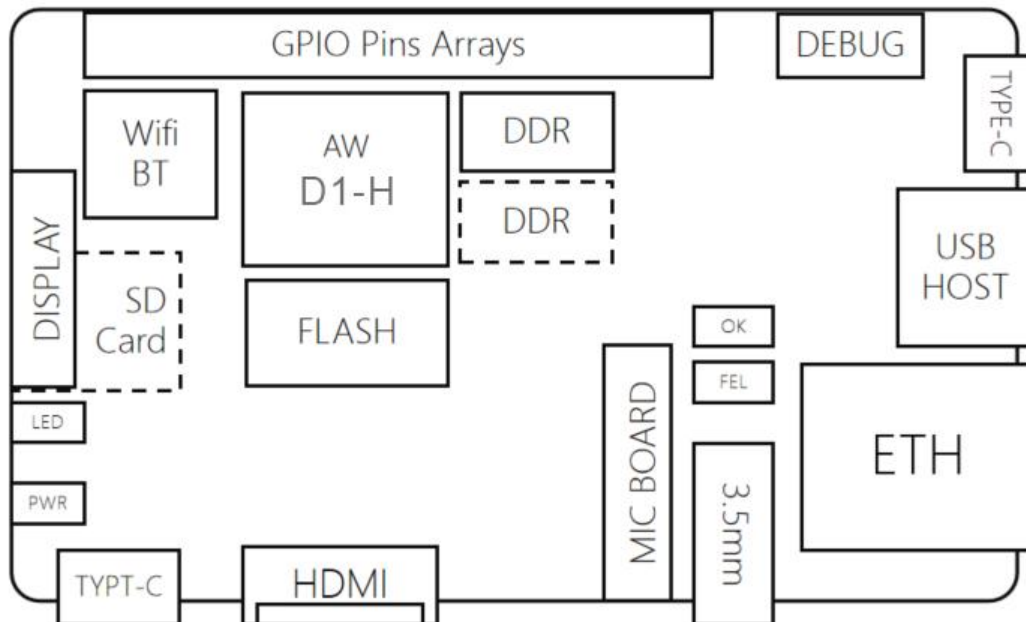 GPIO Pins Arrays
DEBUG
TYPE-C
Wifi
BT
AW
D1-H
DDR
DDR
DISPLAY
SD
Card
FLASH
USB
HOST
OK
FEL
LED
MIC BOARD
ETH
PWR
3.5mm
TYPT-C
HDMI